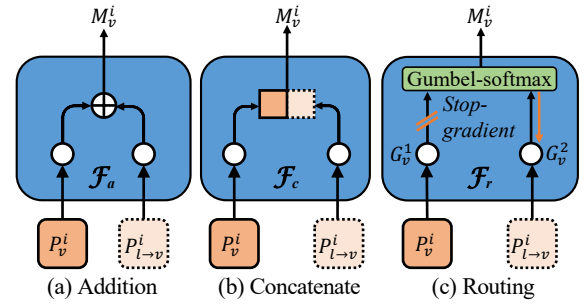 M_v^i M_v^i M_v^i
Gumbel-softmax
Stop-
gradient
G_v^1 G_v^2
𝓕_a 𝓕_c 𝓕_r
P_v^i P_{l→v}^i P_v^i P_{l→v}^i P_v^i P_{l→v}^i
(a) Addition (b) Concatenate (c) Routing